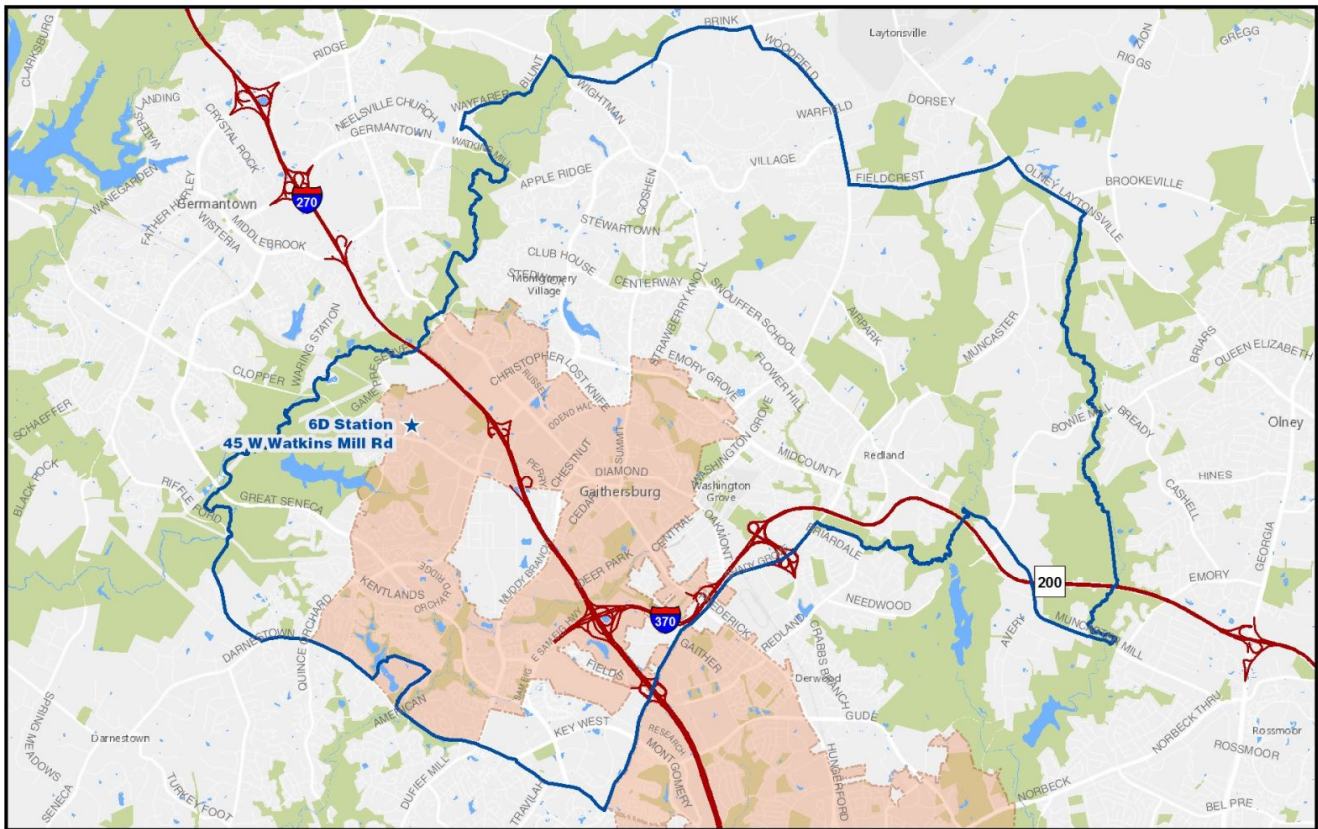 CLARKSBURG
RIDGE
BRINK
WOODFIELD
Laytonsville
ZION
RIGGS
GREGG
WATERS LANDING
CRYSTAL ROCK
NEELSVILLE CHURCH
GERMANTOWN
WAYFARER
BLUNT
WIGHTMAN
WARFIELD
DORSEY
WATKINS MILL
WANEGARDEN
FATHER HURLEY
Germantown
WISTERIA
MIDDLEBROOK
270
APPLE RIDGE
GOSHEN
VILLAGE
FIELDCREST
OLNEY LAYTONSVILLE
BROOKEVILLE
STEWARTOWN
CLUB HOUSE
STEDWICK
Montgomery
Village
CENTERWAY
STRAWBERRY KNOLL
SNOUFFER SCHOOL
AIRPARK
MUNCASTER
BRIARS
QUEEN ELIZABETH
WARING STATION
GAME PRESERVE
CLOPPER
SCHAEFFER
CHRISTOPHER
LOST KNIFE
RUSSELL
ODEND HAL
EMORY GROVE
FLOWER HILL
6D Station
45 W Watkins Mill Rd
BOWIE MILL
BREADY
Olney
BLACK ROCK
RIFFLE FORD
GREAT SENECA
PERRY
CHESTNUT
SUMMIT
DIAMOND
Gaithersburg
CEDAR
WASHINGTON GROVE
Washington
Grove
MIDCOUNTY
Redland
HINES
CASHELL
GEORGIA
CENTRAL
OAKMONT
BRIARDALE
SHADY GROVE
DEER PARK
MUDDY BRANCH
KENTLANDS
ORCHARD RIDGE
QUINCE ORCHARD
DARNESTOWN
370
FREDERICK
GAITHER
NEEDWOOD
REDLAND
CRABBS BRANCH
200
EMORY
AVERY
MUNCASTER MILL
FIELDS
AMERICAN
KEY WEST
Derwood
GUDE
RESEARCH
MONTGOMERY
HUNGERFORD
NORBECK THRU
Rossmoor
ROSSMOOR
NORBECK
BEL PRE
SPRING MEADOWS
Darnestown
SENECA
TURKEY FOOT
DUFIEF MILL
TRAVILAH